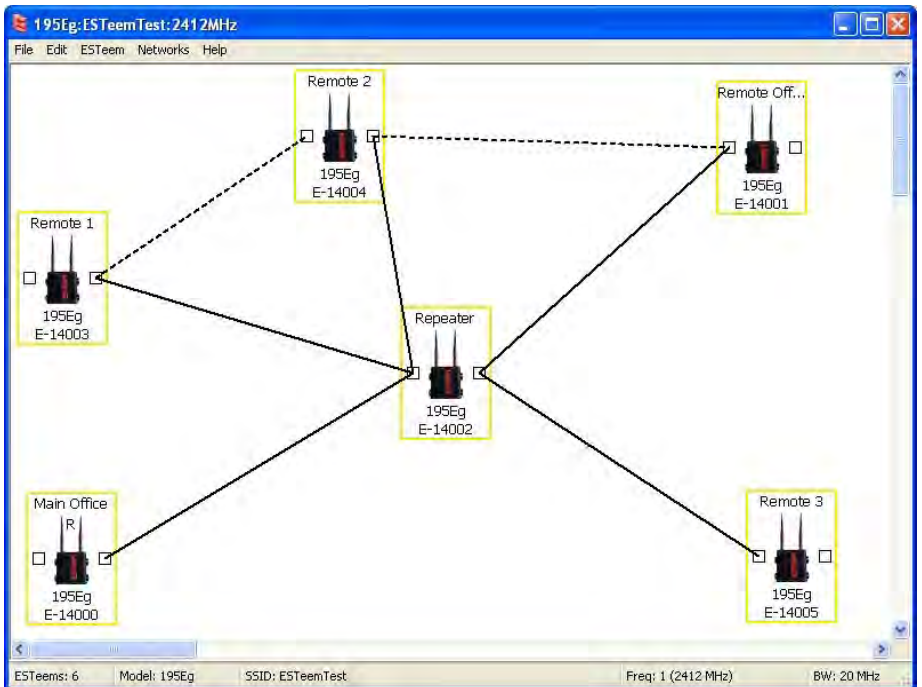 195Eg:ESTeemTest:2412MHz
File Edit ESTeem Networks Help
Remote 2
195Eg
E-14004
Remote Off...
195Eg
E-14001
Remote 1
195Eg
E-14003
Repeater
195Eg
E-14002
Main Office
R
195Eg
E-14000
Remote 3
195Eg
E-14005
ESTeems: 6 Model: 195Eg SSID: ESTeemTest Freq: 1 (2412 MHz) BW: 20 MHz